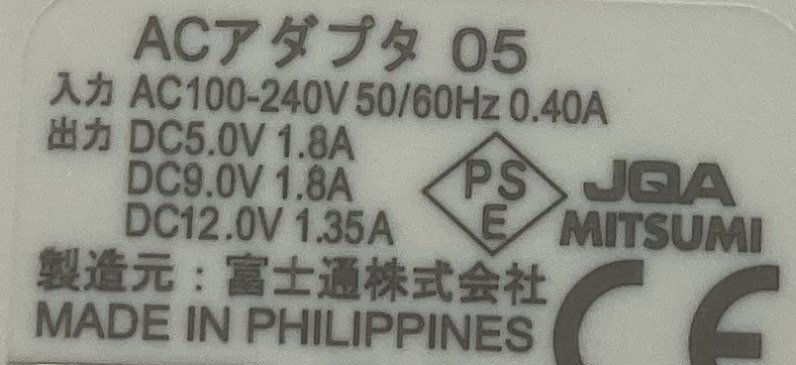 ACアダプタ 05
入力 AC100-240V 50/60Hz 0.40A
出力 DC5.0V 1.8A
DC9.0V 1.8A
DC12.0V 1.35A
PS
E
JQA
MITSUMI
製造元：富士通株式会社
MADE IN PHILIPPINES
CE